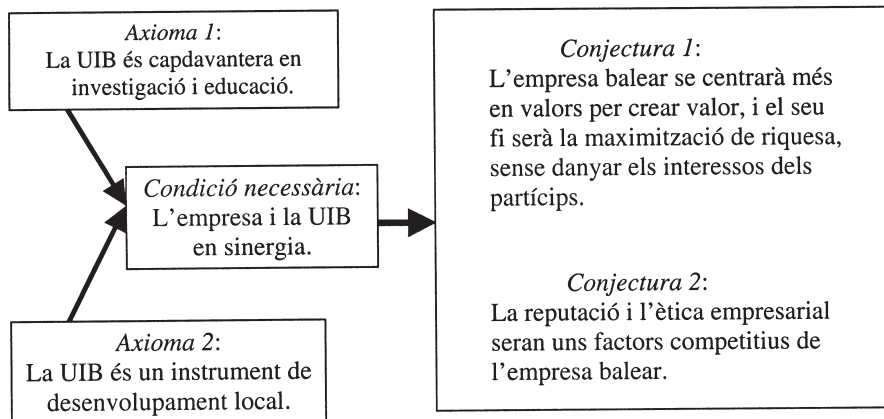 Axioma 1:
La UIB és capdavantera en
investigació i educació.
Condició necessària:
L'empresa i la UIB
en sinergia.
Axioma 2:
La UIB és un instrument de
desenvolupament local.
Conjectura 1:
L'empresa balear se centrarà més
en valors per crear valor, i el seu
fi serà la maximització de riquesa,
sense danyar els interessos dels
partícips.
Conjectura 2:
La reputació i l'ètica empresarial
seran uns factors competitius de
l'empresa balear.